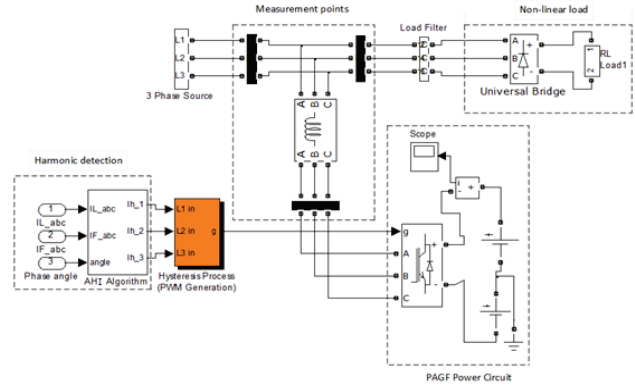 Measurement points
Non-linear load
Load Filter
L1
L2
L3
3 Phase Source
A
B
C
+
-
1
2
RL
Load1
Universal Bridge
A B C
A B C
Scope
Harmonic detection
1
IL_abc
2
IF_abc
3
Phase angle
IL_abc
IF_abc
angle
Ih_1
Ih_2
Ih_3
AHI Algorithm
L1 in
L2 in
L3 in
g
Hysteresis Process
(PWM Generation)
g
A
B
C
+
-
i
+
-
PAGF Power Circuit